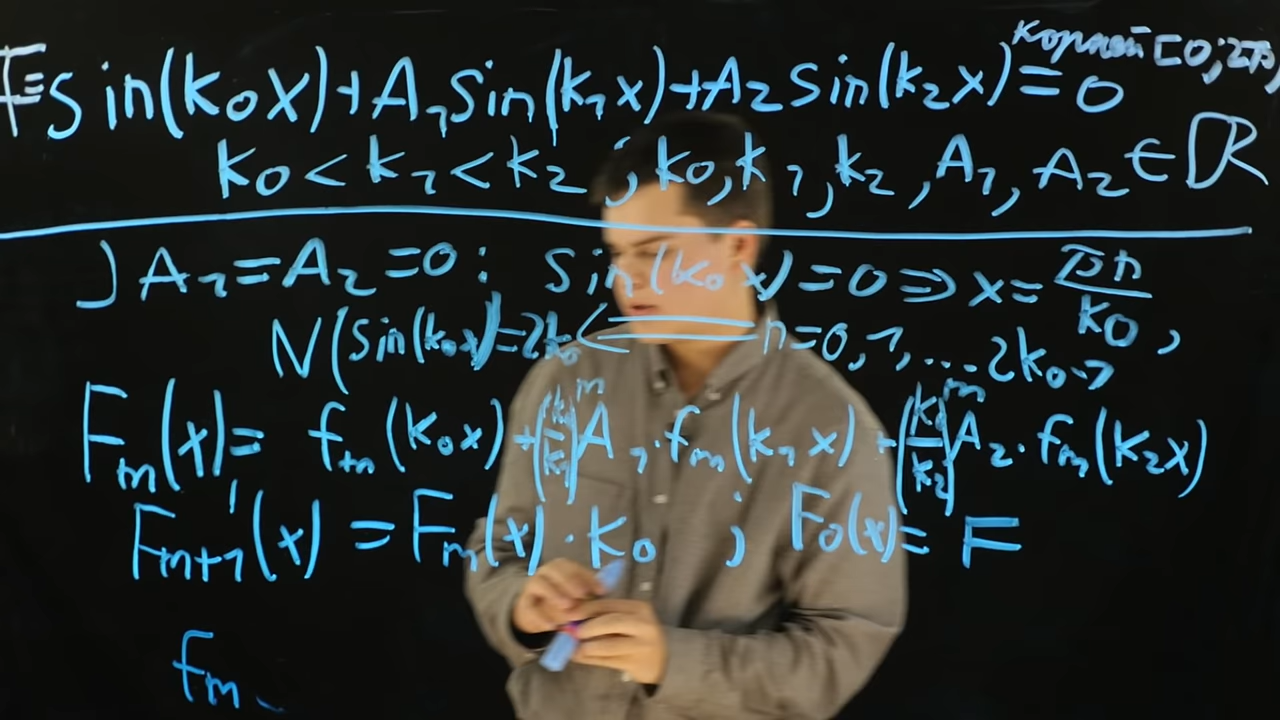 корней [0;2π)
F=sin(k₀x)+A₁sin(k₁x)+A₂sin(k₂x)=0
k₀<k₁<k₂; k₀,k₁,k₂,A₁,A₂∈ℝ
] A₁=A₂=0: sin(k₀x)=0⇒x=πn/k₀,
N(sin(k₀x))=2k₀ ⇐ n=0,1,...2k₀-1
Fₘ(x)=fₘ(k₀x)+(k₀/k₁)ᵐA₁·fₘ(k₁x)+(k₀/k₂)ᵐA₂·fₘ(k₂x)
Fₘ₊₁'(x)=Fₘ(x)·k₀; F₀(x)=F
fₘ -